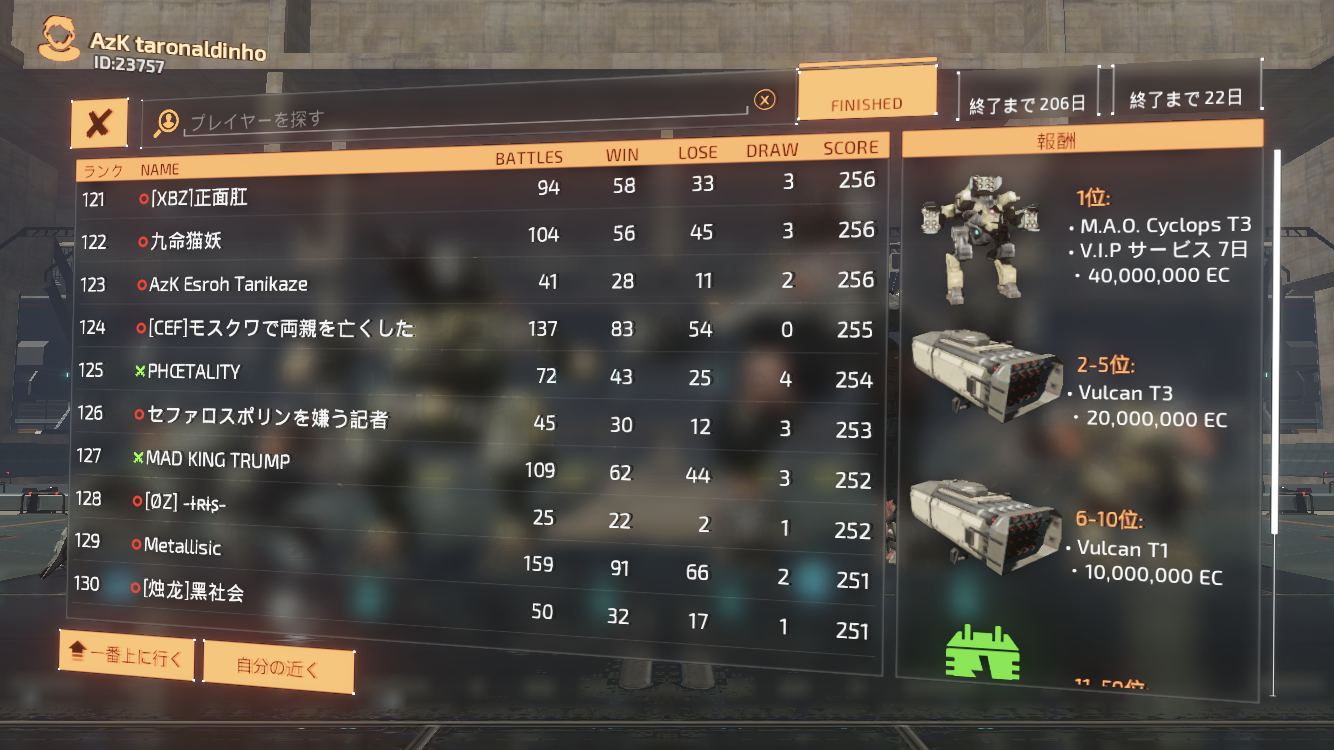 AzK taronaldinho
ID:23757
プレイヤーを探す
FINISHED
終了まで 206日
終了まで 22日
ランク NAME BATTLES WIN LOSE DRAW SCORE
121 [XBZ]正面肛 94 58 33 3 256
122 九命猫妖 104 56 45 3 256
123 AzK Esroh Tanikaze 41 28 11 2 256
124 [CEF]モスクワで両親を亡くした 137 83 54 0 255
125 PHŒTALITY 72 43 25 4 254
126 セファロスポリンを嫌う記者 45 30 12 3 253
127 MAD KING TRUMP 109 62 44 3 252
128 [ØZ] -ɨʀɨṩ- 25 22 2 1 252
129 Metallisic 159 91 66 2 251
130 [烛龙]黑社会 50 32 17 1 251
一番上に行く
自分の近く
報酬
1位:
・M.A.O. Cyclops T3
・V.I.P サービス 7日
・40,000,000 EC
2-5位:
・Vulcan T3
・20,000,000 EC
6-10位:
・Vulcan T1
・10,000,000 EC
11-50位: